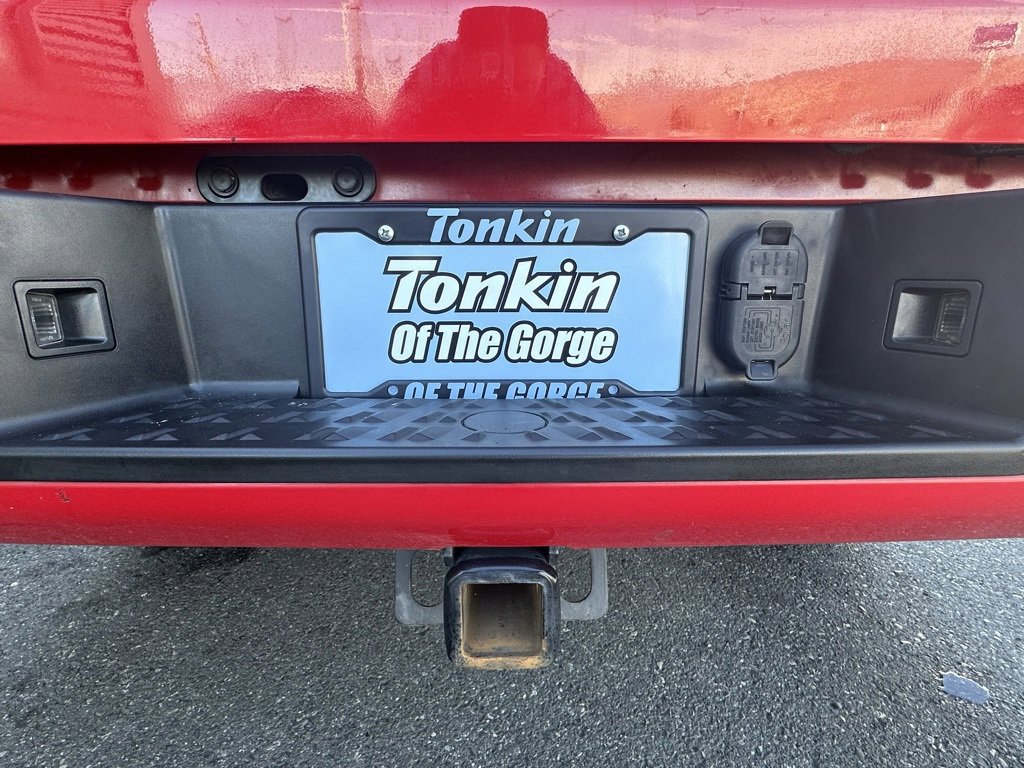 Tonkin
Tonkin
Of The Gorge
OF THE GORGE